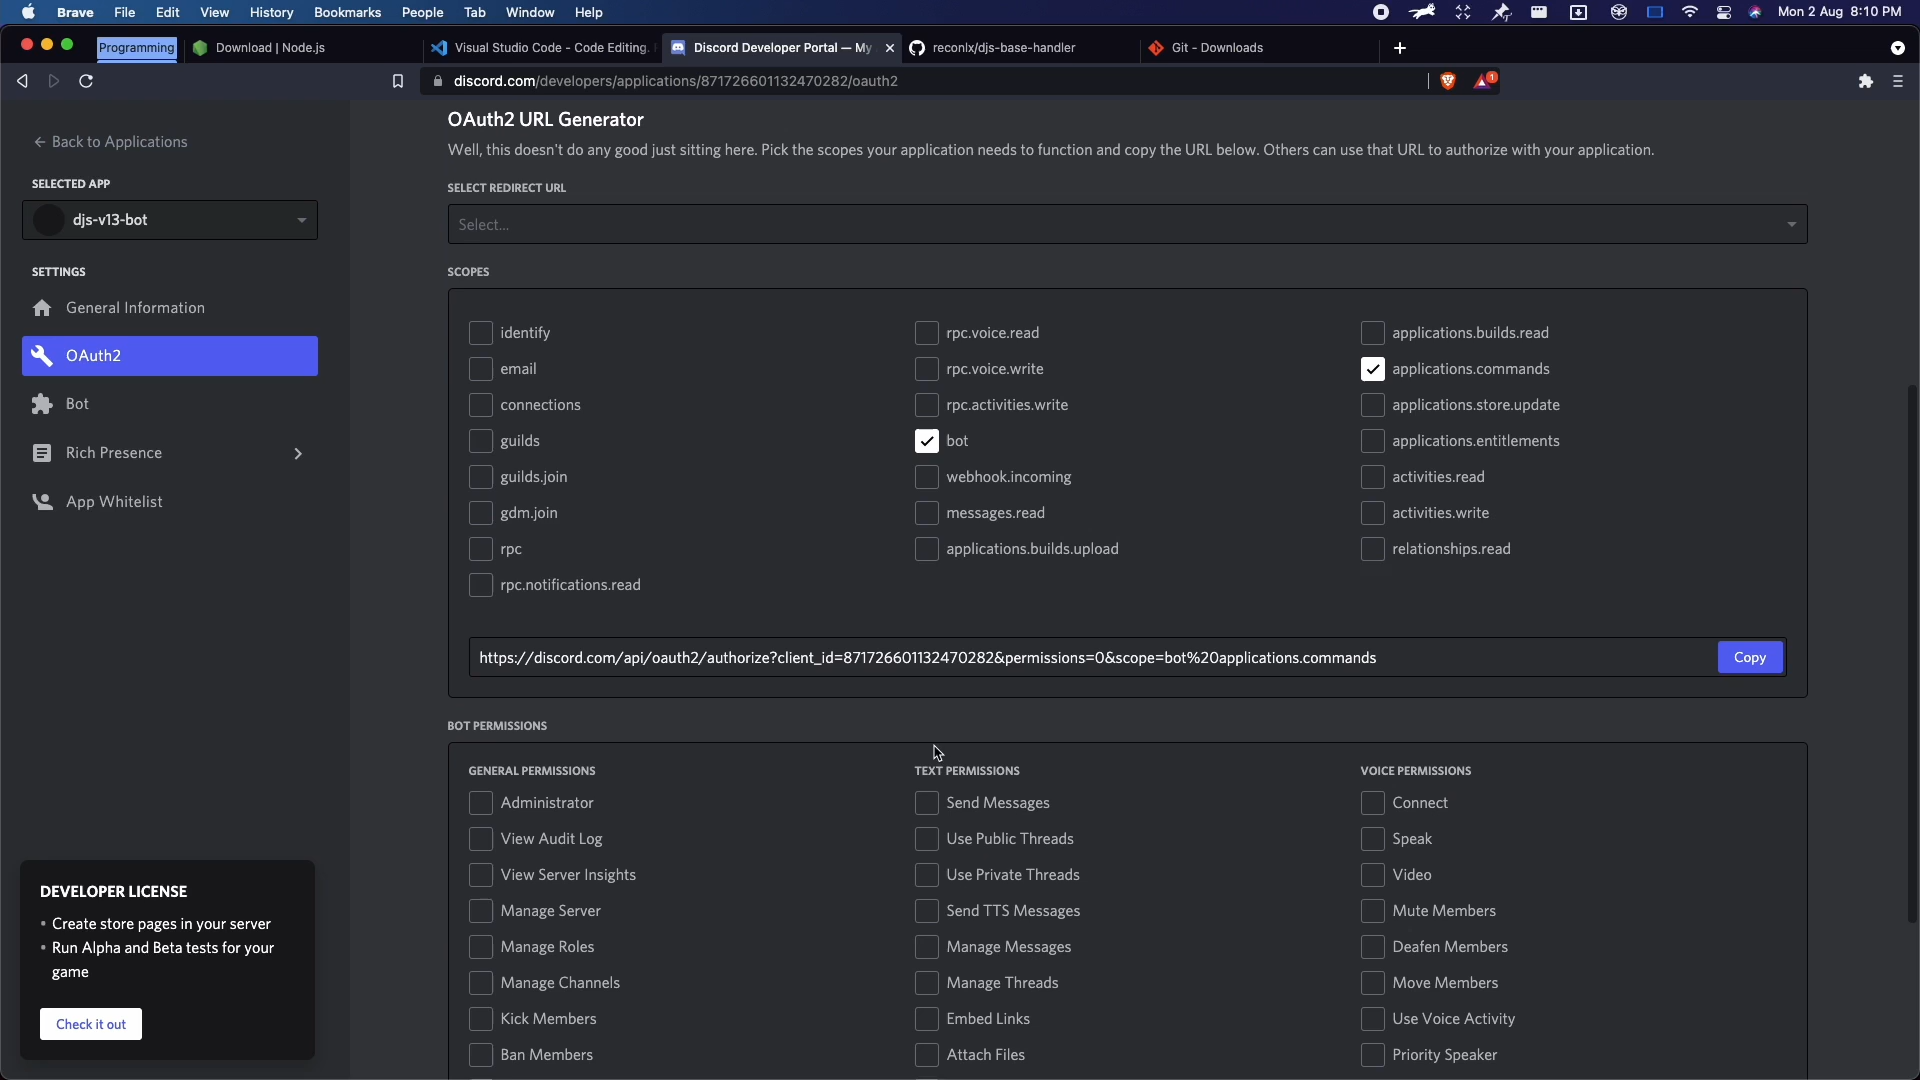 Brave File Edit View History Bookmarks People Tab Window Help Mon 2 Aug 8:10 PM
Programming Download | Node.js Visual Studio Code - Code Editing. Discord Developer Portal — My reconlx/djs-base-handler Git - Downloads
discord.com/developers/applications/871726601132470282/oauth2 1
← Back to Applications
SELECTED APP
djs-v13-bot
SETTINGS
General Information
OAuth2
Bot
Rich Presence
App Whitelist
DEVELOPER LICENSE
• Create store pages in your server
• Run Alpha and Beta tests for your
game
Check it out
OAuth2 URL Generator
Well, this doesn't do any good just sitting here. Pick the scopes your application needs to function and copy the URL below. Others can use that URL to authorize with your application.
SELECT REDIRECT URL
Select...
SCOPES
identify rpc.voice.read applications.builds.read
email rpc.voice.write applications.commands
connections rpc.activities.write applications.store.update
guilds bot applications.entitlements
guilds.join webhook.incoming activities.read
gdm.join messages.read activities.write
rpc applications.builds.upload relationships.read
rpc.notifications.read
https://discord.com/api/oauth2/authorize?client_id=871726601132470282&permissions=0&scope=bot%20applications.commands Copy
BOT PERMISSIONS
GENERAL PERMISSIONS TEXT PERMISSIONS VOICE PERMISSIONS
Administrator Send Messages Connect
View Audit Log Use Public Threads Speak
View Server Insights Use Private Threads Video
Manage Server Send TTS Messages Mute Members
Manage Roles Manage Messages Deafen Members
Manage Channels Manage Threads Move Members
Kick Members Embed Links Use Voice Activity
Ban Members Attach Files Priority Speaker